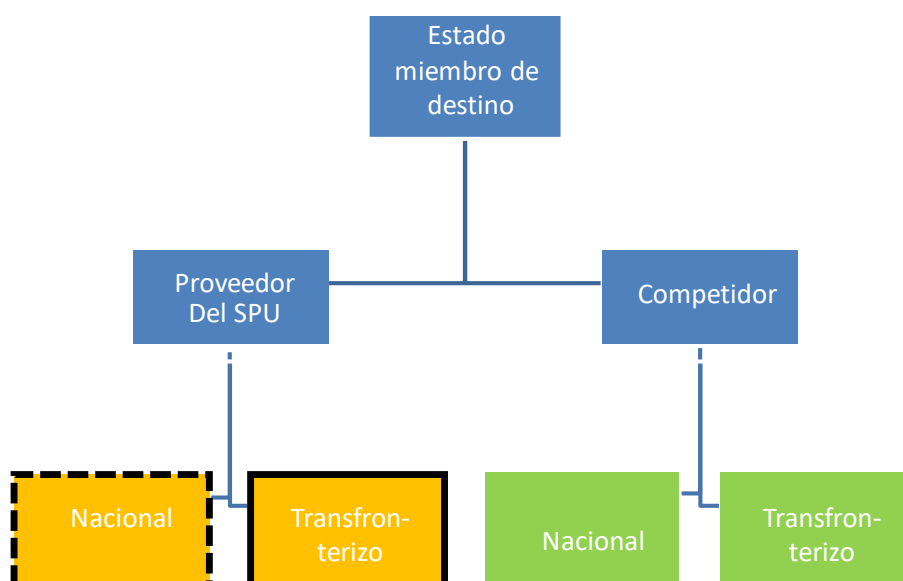 Estado
miembro de
destino
Proveedor
Del SPU
Competidor
Nacional
Transfron-
terizo
Nacional
Transfron-
terizo